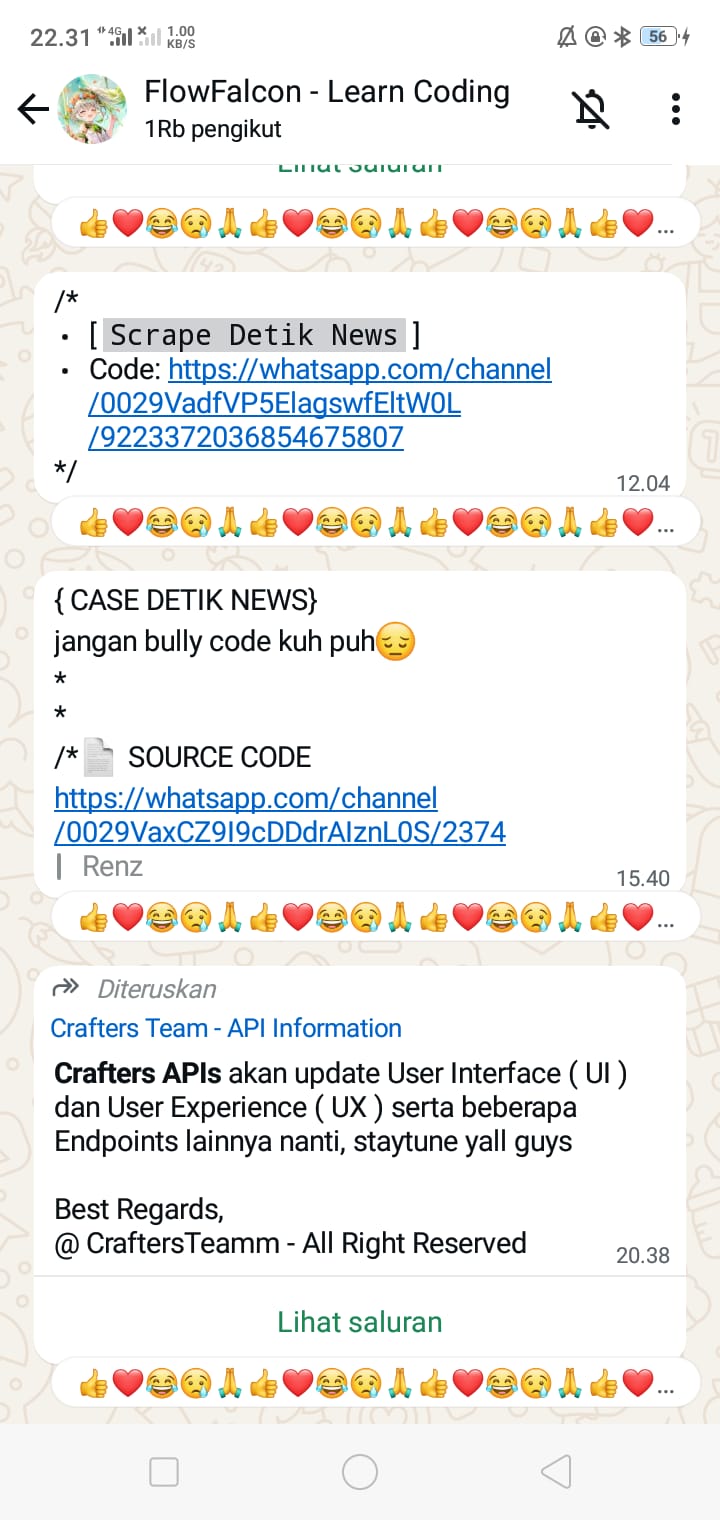 22.31 4G 1.00 KB/S 56
FlowFalcon - Learn Coding
1Rb pengikut
Lihat saluran
👍❤️😂😢🙏👍❤️😂😢🙏👍❤️😂😢🙏👍❤️...
/*
• [ Scrape Detik News ]
• Code: https://whatsapp.com/channel
/0029VadfVP5ElagswfEltW0L
/9223372036854675807
*/
12.04
👍❤️😂😢🙏👍❤️😂😢🙏👍❤️😂😢🙏👍❤️...
{ CASE DETIK NEWS}
jangan bully code kuh puh😔
*
*
/*📄 SOURCE CODE
https://whatsapp.com/channel
/0029VaxCZ9I9cDDdrAIznL0S/2374
| Renz
15.40
👍❤️😂😢🙏👍❤️😂😢🙏👍❤️😂😢🙏👍❤️...
Diteruskan
Crafters Team - API Information
Crafters APIs akan update User Interface ( UI )
dan User Experience ( UX ) serta beberapa
Endpoints lainnya nanti, staytune yall guys
Best Regards,
@ CraftersTeamm - All Right Reserved
20.38
Lihat saluran
👍❤️😂😢🙏👍❤️😂😢🙏👍❤️😂😢🙏👍❤️...